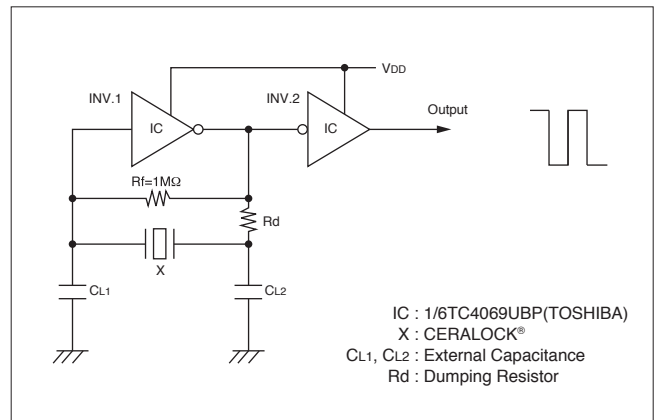 VDD
INV.1
INV.2
Output
IC
IC
Rf=1MΩ
Rd
X
CL1
CL2
IC : 1/6TC4069UBP(TOSHIBA)
X : CERALOCK®
CL1, CL2 : External Capacitance
Rd : Dumping Resistor